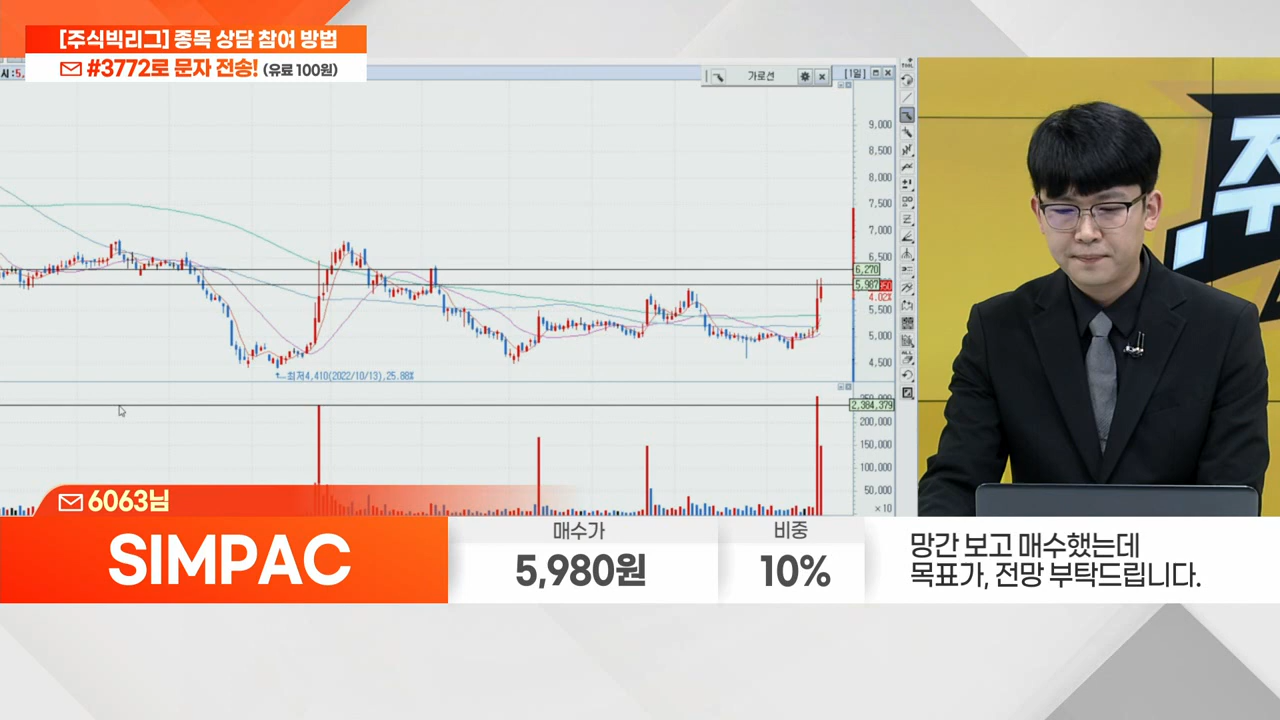 [주식빅리그] 종목 상담 참여 방법
#3772로 문자 전송! (유료 100원)
가로선
[1일]
9,000
8,500
8,000
7,500
7,000
6,500
6,270
5,987
4.02%
5,500
5,000
4,500
최저4,410(2022/10/13),25.88%
2,384,379
200,000
150,000
100,000
50,000
×10
주
6063님
SIMPAC
매수가
5,980원
비중
10%
망간 보고 매수했는데
목표가, 전망 부탁드립니다.